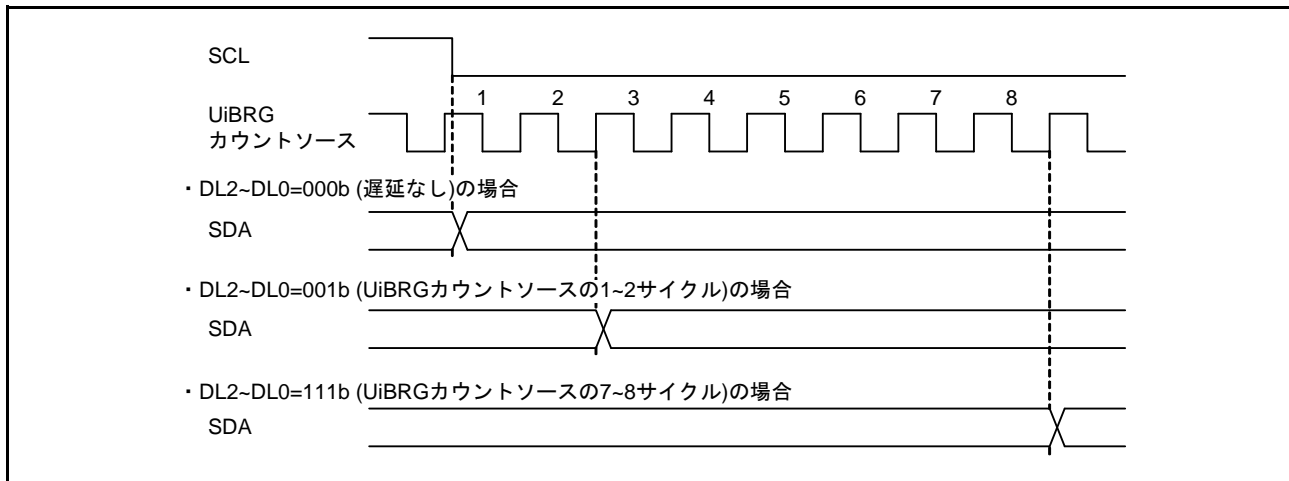 SCL
1 2 3 4 5 6 7 8
UiBRG
カウントソース
・DL2~DL0=000b (遅延なし)の場合
SDA
・DL2~DL0=001b (UiBRGカウントソースの1~2サイクル)の場合
SDA
・DL2~DL0=111b (UiBRGカウントソースの7~8サイクル)の場合
SDA